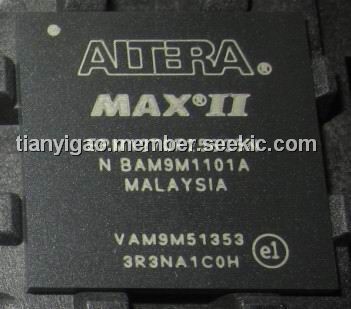 ALTERA®
MAX®II
tianyigao.member.seekic.com
N BAM9M1101A
MALAYSIA
VAM9M51353
3R3NA1C0H
e1